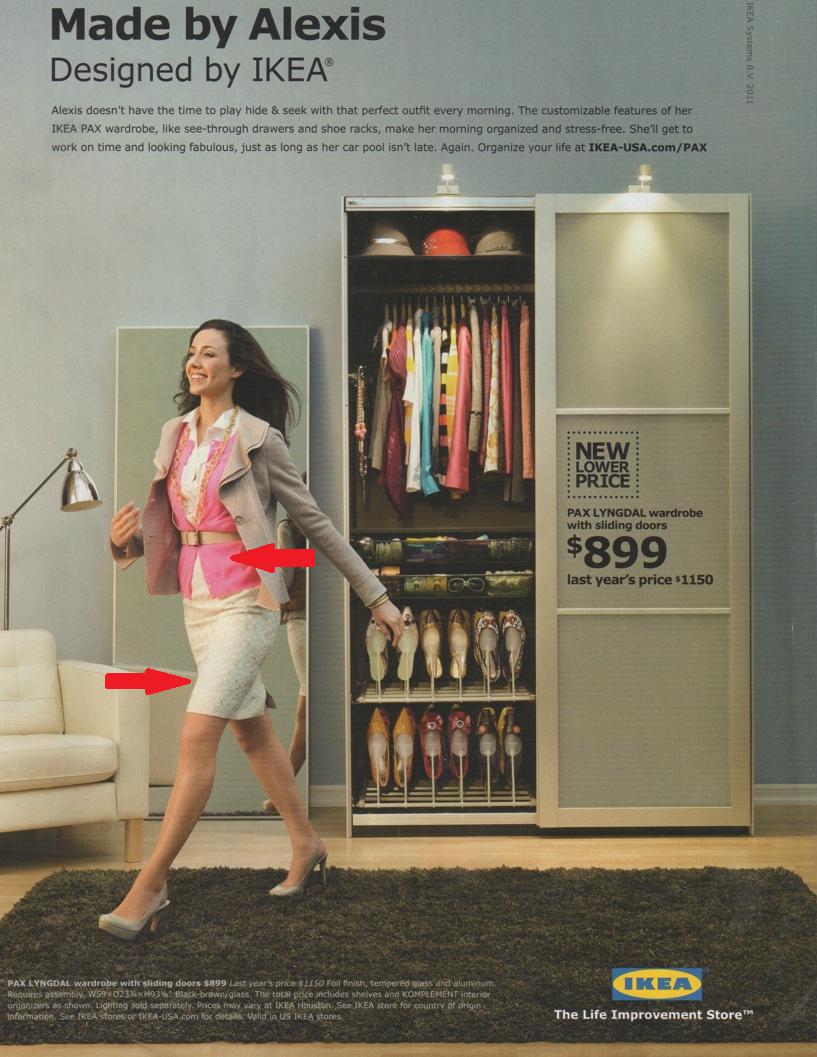 Made by Alexis
Designed by IKEA®
Alexis doesn't have the time to play hide & seek with that perfect outfit every morning. The customizable features of her
IKEA PAX wardrobe, like see-through drawers and shoe racks, make her morning organized and stress-free. She'll get to
work on time and looking fabulous, just as long as her car pool isn't late. Again. Organize your life at IKEA-USA.com/PAX
IKEA Systems B.V. 2011
NEW
LOWER
PRICE
PAX LYNGDAL wardrobe
with sliding doors
$899
last year's price $1150
PAX LYNGDAL wardrobe with sliding doors $899 Last year's price $1150 Foil finish, tempered glass and aluminum.
Requires assembly. W59×D23¾×H93⅛" Black-brown/glass. The total price includes shelves and KOMPLEMENT interior
organizers as shown. Lighting sold separately. Prices may vary at IKEA Houston. See IKEA store for country of origin
information. See IKEA stores or IKEA-USA.com for details. Valid in US IKEA stores.
IKEA
The Life Improvement Store™